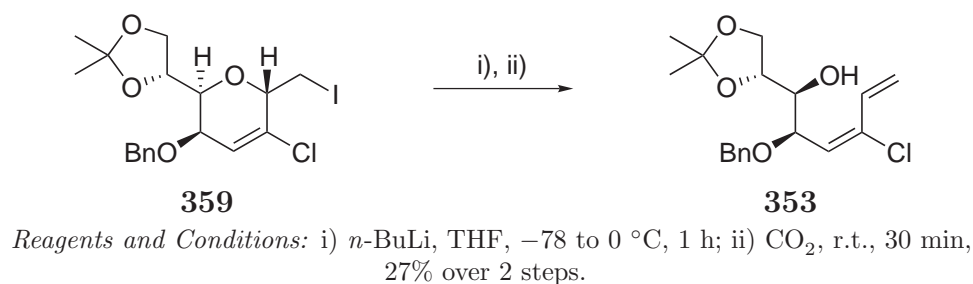 O
O
H
H
O
I
BnO
Cl
i), ii)
O
O
OH
BnO
Cl
359
353
Reagents and Conditions: i) n-BuLi, THF, −78 to 0 °C, 1 h; ii) CO₂, r.t., 30 min,
27% over 2 steps.